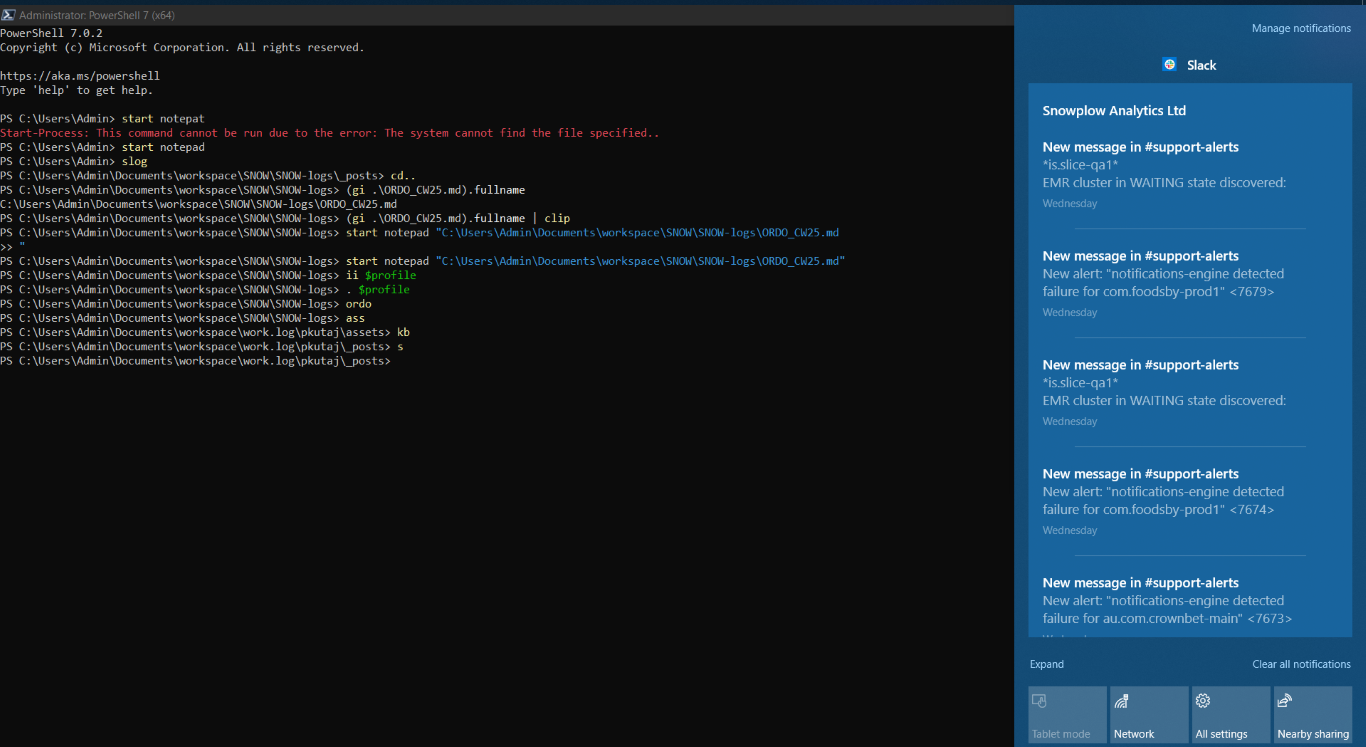 Administrator: PowerShell 7 (x64)
PowerShell 7.0.2
Copyright (c) Microsoft Corporation. All rights reserved.
https://aka.ms/powershell
Type 'help' to get help.
PS C:\Users\Admin> start notepat
Start-Process: This command cannot be run due to the error: The system cannot find the file specified..
PS C:\Users\Admin> start notepad
PS C:\Users\Admin> slog
PS C:\Users\Admin\Documents\workspace\SNOW\SNOW-logs\_posts> cd..
PS C:\Users\Admin\Documents\workspace\SNOW\SNOW-logs> (gi .\ORDO_CW25.md).fullname
C:\Users\Admin\Documents\workspace\SNOW\SNOW-logs\ORDO_CW25.md
PS C:\Users\Admin\Documents\workspace\SNOW\SNOW-logs> (gi .\ORDO_CW25.md).fullname | clip
PS C:\Users\Admin\Documents\workspace\SNOW\SNOW-logs> start notepad "C:\Users\Admin\Documents\workspace\SNOW\SNOW-logs\ORDO_CW25.md
>> "
PS C:\Users\Admin\Documents\workspace\SNOW\SNOW-logs> start notepad "C:\Users\Admin\Documents\workspace\SNOW\SNOW-logs\ORDO_CW25.md"
PS C:\Users\Admin\Documents\workspace\SNOW\SNOW-logs> ii $profile
PS C:\Users\Admin\Documents\workspace\SNOW\SNOW-logs> . $profile
PS C:\Users\Admin\Documents\workspace\SNOW\SNOW-logs> ordo
PS C:\Users\Admin\Documents\workspace\SNOW\SNOW-logs> ass
PS C:\Users\Admin\Documents\workspace\work.log\pkutaj\assets> kb
PS C:\Users\Admin\Documents\workspace\work.log\pkutaj\_posts> s
PS C:\Users\Admin\Documents\workspace\work.log\pkutaj\_posts>
Manage notifications
Slack
Snowplow Analytics Ltd
New message in #support-alerts
*is.slice-qa1*
EMR cluster in WAITING state discovered:
Wednesday
New message in #support-alerts
New alert: "notifications-engine detected
failure for com.foodsby-prod1" <7679>
Wednesday
New message in #support-alerts
*is.slice-qa1*
EMR cluster in WAITING state discovered:
Wednesday
New message in #support-alerts
New alert: "notifications-engine detected
failure for com.foodsby-prod1" <7674>
Wednesday
New message in #support-alerts
New alert: "notifications-engine detected
failure for au.com.crownbet-main" <7673>
Expand
Clear all notifications
Tablet mode
Network
All settings
Nearby sharing